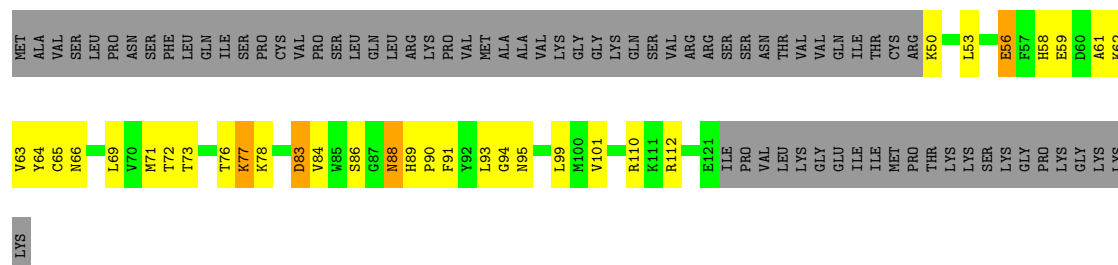 MET ALA VAL SER LEU PRO ASN SER PHE LEU GLN ILE SER PRO CYS VAL PRO SER LEU GLN LEU ARG LYS PRO VAL MET ALA ALA VAL LYS GLY GLY LYS GLN SER VAL ARG ARG SER SER ASN THR VAL VAL GLN ILE THR CYS ARG K50 L53 E56 F57 H58 E59 D60 A61 K62
V63 Y64 C65 N66 L69 V70 M71 T72 T73 T76 K77 K78 D83 V84 W85 S86 G87 N88 H89 P90 F91 Y92 L93 G94 N95 L99 M100 V101 R110 K111 R112 E121 ILE PRO VAL LEU LYS GLY GLU ILE ILE MET PRO THR LYS LYS SER LYS GLY PRO LYS GLY LYS LYS
LYS